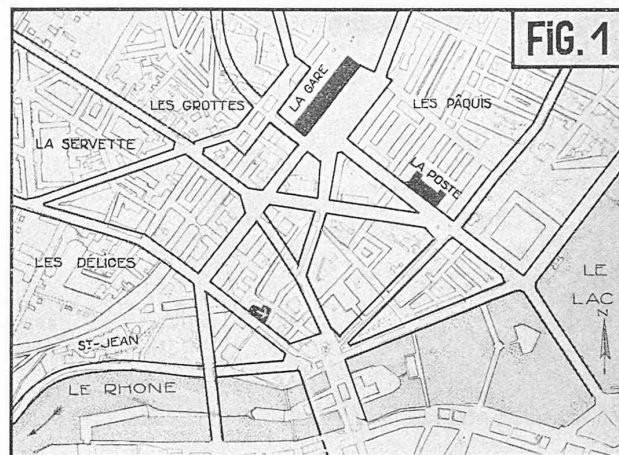 FIG. 1
LA GARE
LES GROTTES
LES PÂQUIS
LA SERVETTE
LA POSTE
LES DELICES
LE
LAC
N
ST-JEAN
LE RHONE